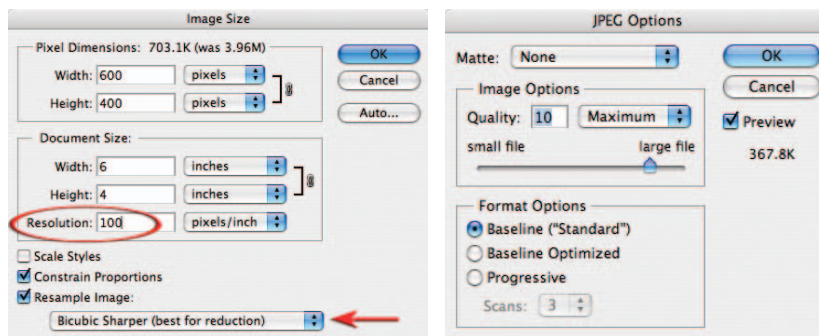 Image Size
Pixel Dimensions: 703.1K (was 3.96M)
Width: 600 pixels
Height: 400 pixels
OK
Cancel
Auto...
Document Size:
Width: 6 inches
Height: 4 inches
Resolution: 100 pixels/inch
Scale Styles
Constrain Proportions
Resample Image:
Bicubic Sharper (best for reduction)
JPEG Options
Matte: None
OK
Cancel
Preview
367.8K
Image Options
Quality: 10 Maximum
small file large file
Format Options
Baseline ("Standard")
Baseline Optimized
Progressive
Scans: 3